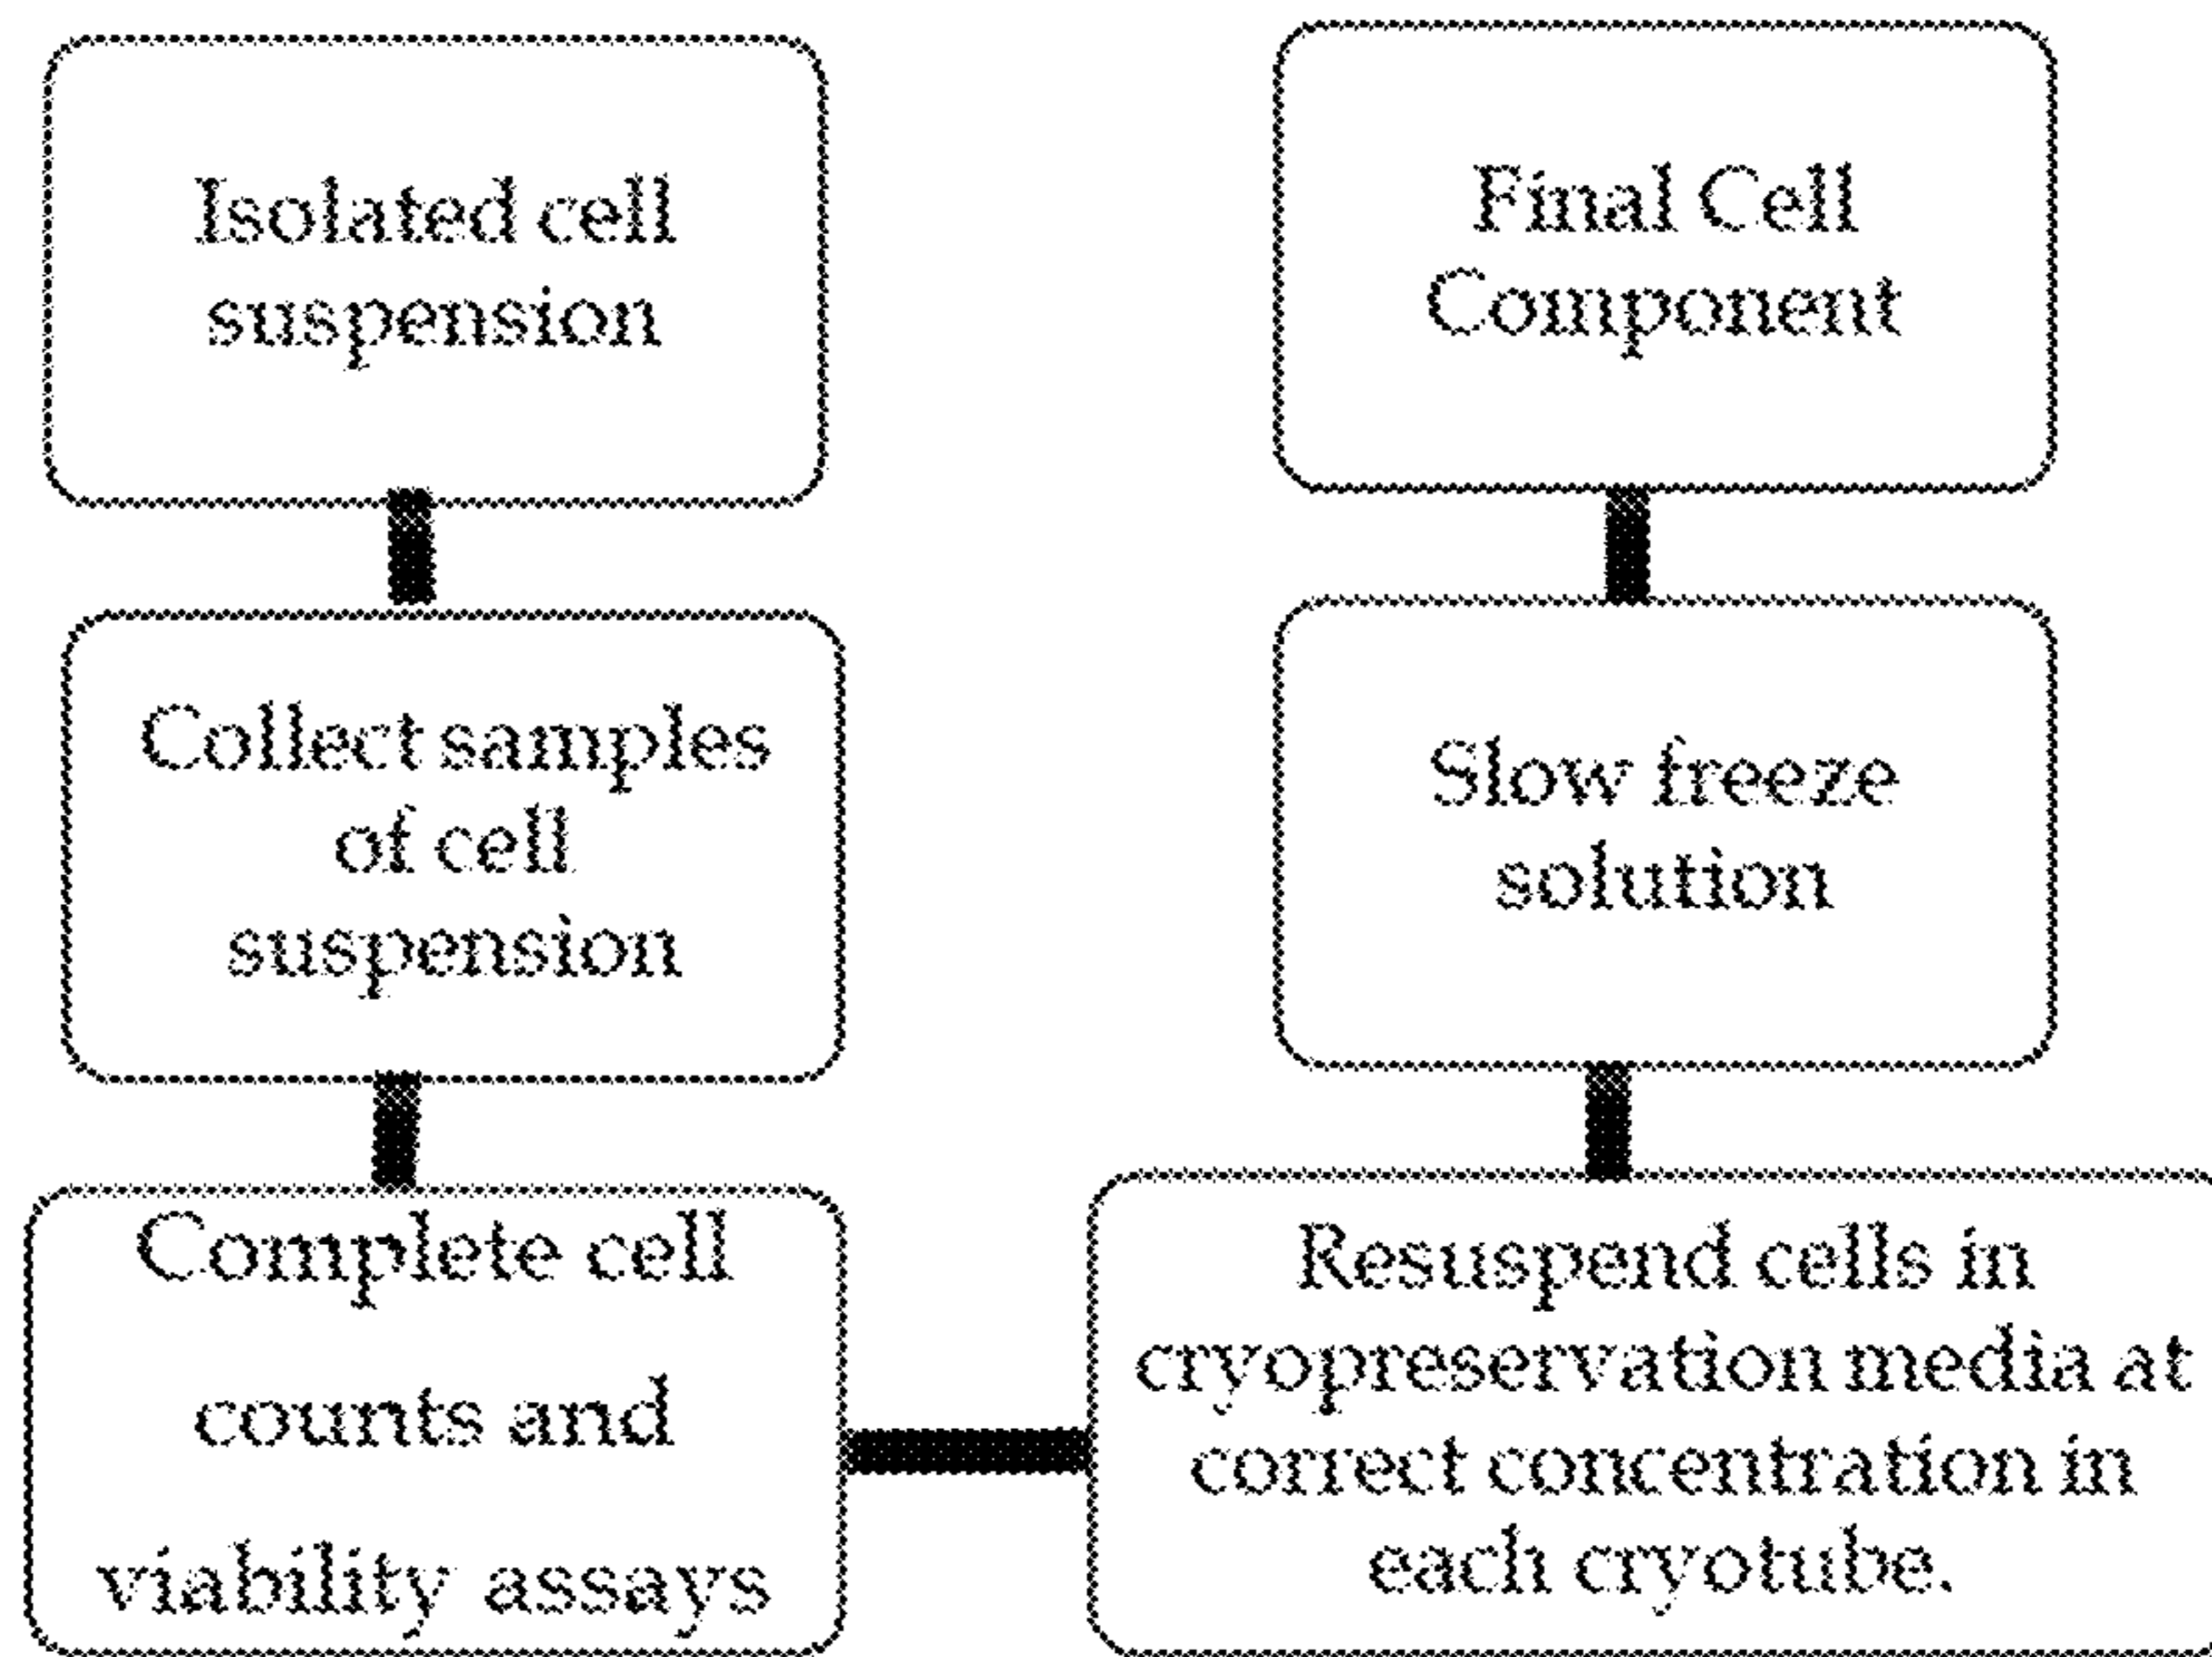 Isolated cell
suspension
Collect samples
of cell
suspension
Complete cell
counts and
viability assays
Resuspend cells in
cryopreservation media at
correct concentration in
each cryotube.
Slow freeze
solution
Final Cell
Component